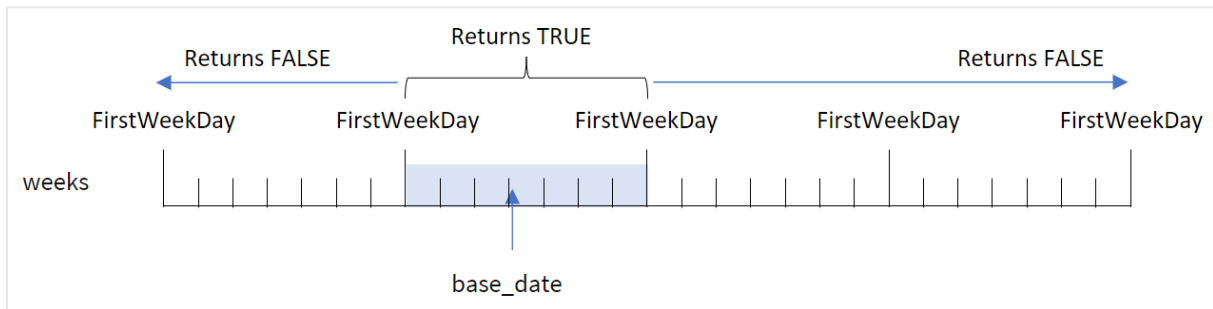 Returns TRUE
Returns FALSE Returns FALSE
FirstWeekDay FirstWeekDay FirstWeekDay FirstWeekDay FirstWeekDay
weeks
base_date